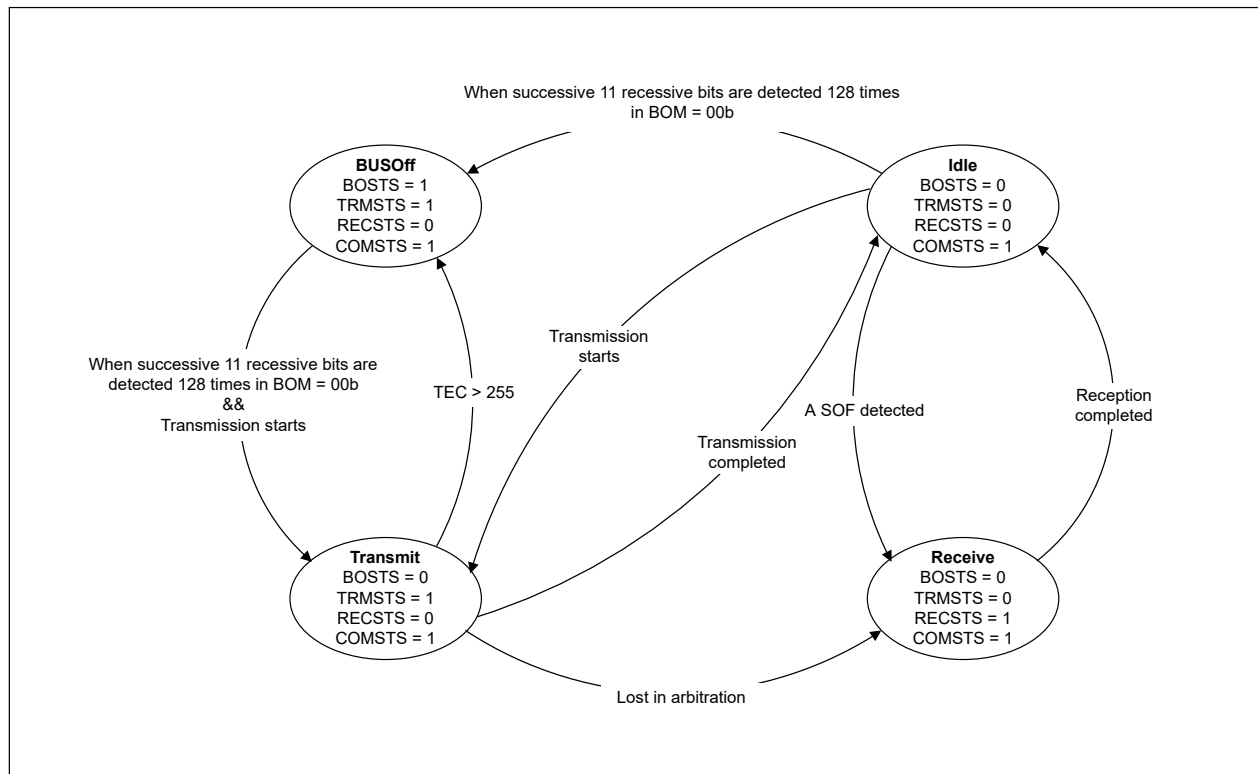 When successive 11 recessive bits are detected 128 times
in BOM = 00b
BUSOff
BOSTS = 1
TRMSTS = 1
RECSTS = 0
COMSTS = 1
Idle
BOSTS = 0
TRMSTS = 0
RECSTS = 0
COMSTS = 1
When successive 11 recessive bits are
detected 128 times in BOM = 00b
&&
Transmission starts
TEC > 255
Transmission
starts
Transmission
completed
A SOF detected
Reception
completed
Transmit
BOSTS = 0
TRMSTS = 1
RECSTS = 0
COMSTS = 1
Receive
BOSTS = 0
TRMSTS = 0
RECSTS = 1
COMSTS = 1
Lost in arbitration